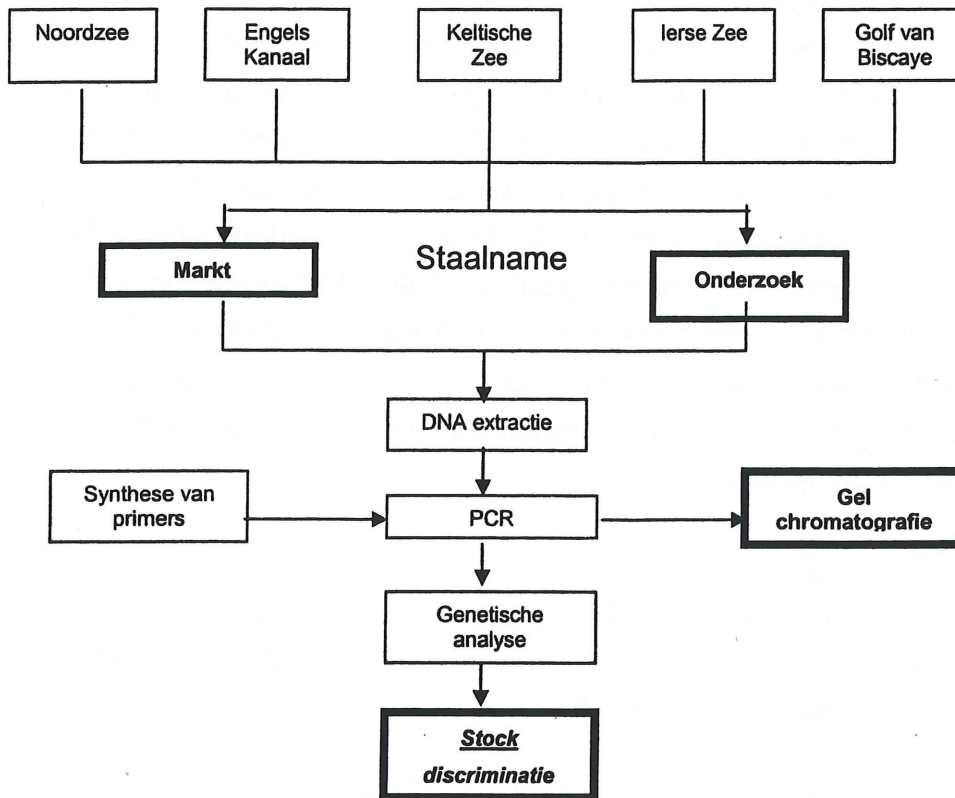 Noordzee
Engels
Kanaal
Keltische
Zee
Ierse Zee
Golf van
Biscaye
Markt
Staalname
Onderzoek
DNA extractie
Synthese van
primers
PCR
Gel
chromatografie
Genetische
analyse
Stock
discriminatie